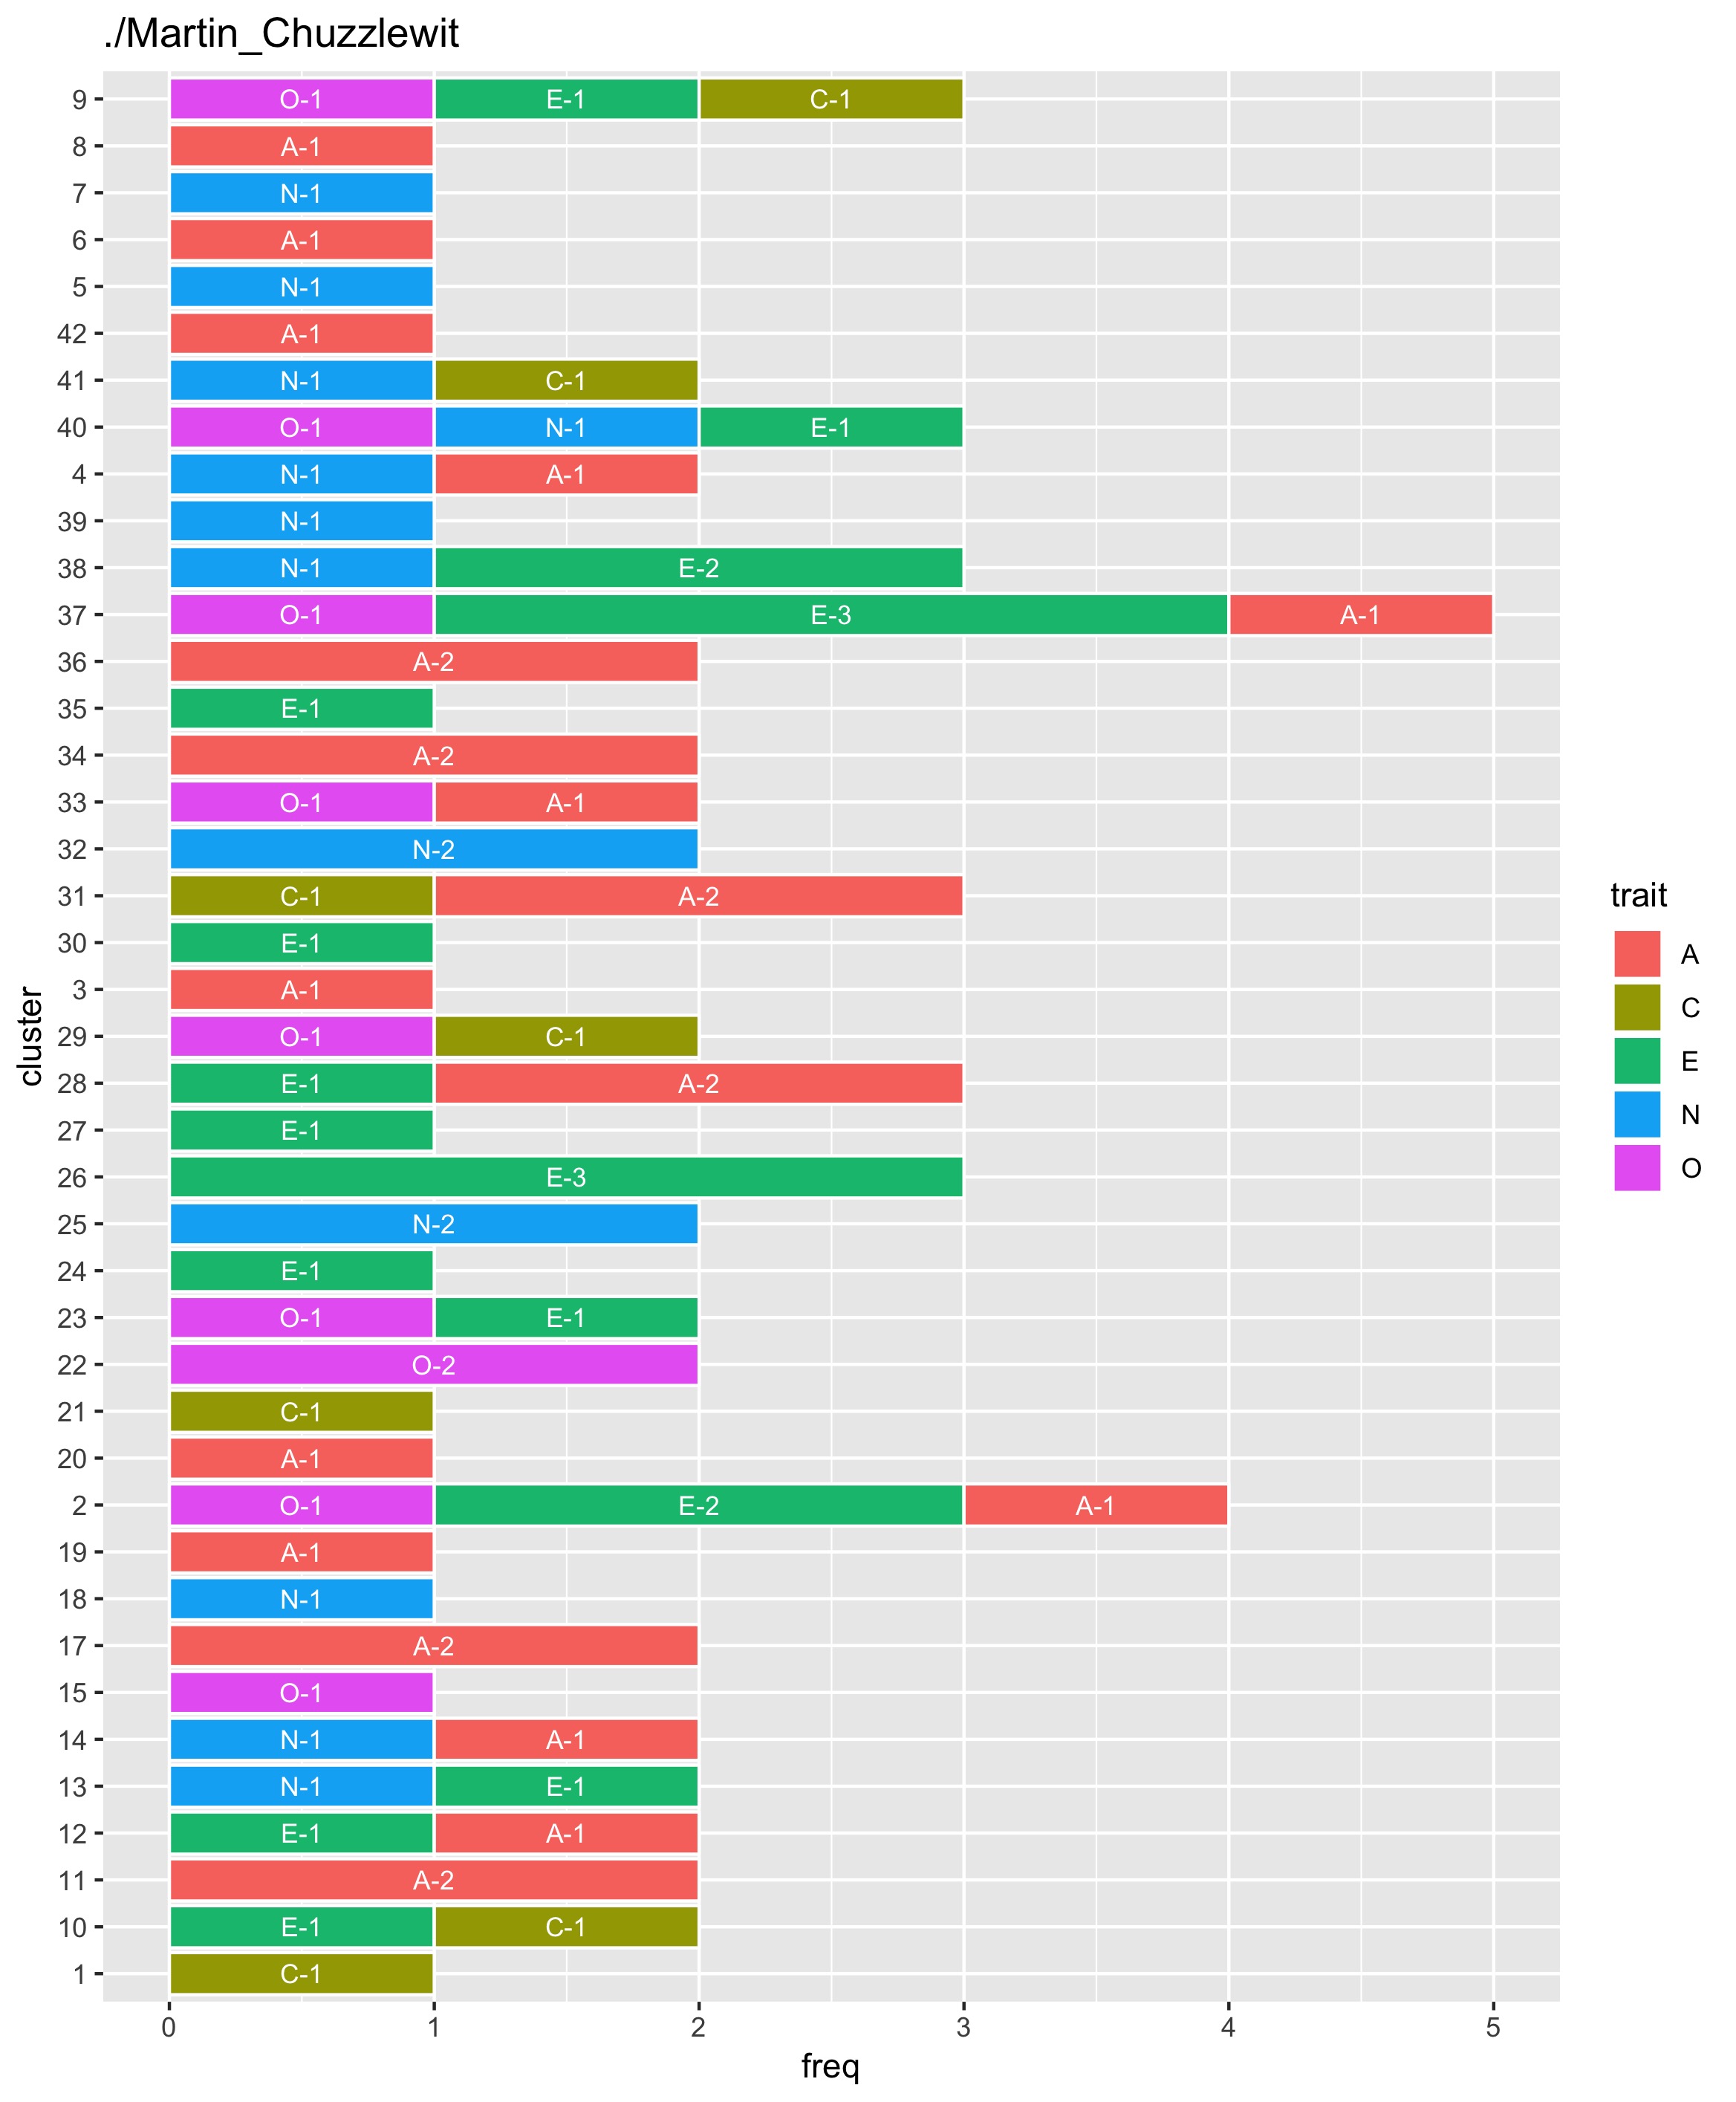 ./Martin_Chuzzlewit
9 O-1 E-1 C-1
8 A-1
7 N-1
6 A-1
5 N-1
42 A-1
41 N-1 C-1
40 O-1 N-1 E-1
4 N-1 A-1
39 N-1
38 N-1 E-2
37 O-1 E-3 A-1
36 A-2
35 E-1
34 A-2
33 O-1 A-1
32 N-2
31 C-1 A-2
30 E-1
3 A-1
29 O-1 C-1
28 E-1 A-2
27 E-1
26 E-3
25 N-2
24 E-1
23 O-1 E-1
22 O-2
21 C-1
20 A-1
2 O-1 E-2 A-1
19 A-1
18 N-1
17 A-2
15 O-1
14 N-1 A-1
13 N-1 E-1
12 E-1 A-1
11 A-2
10 E-1 C-1
1 C-1
0 1 2 3 4 5
freq
cluster
trait
A
C
E
N
O